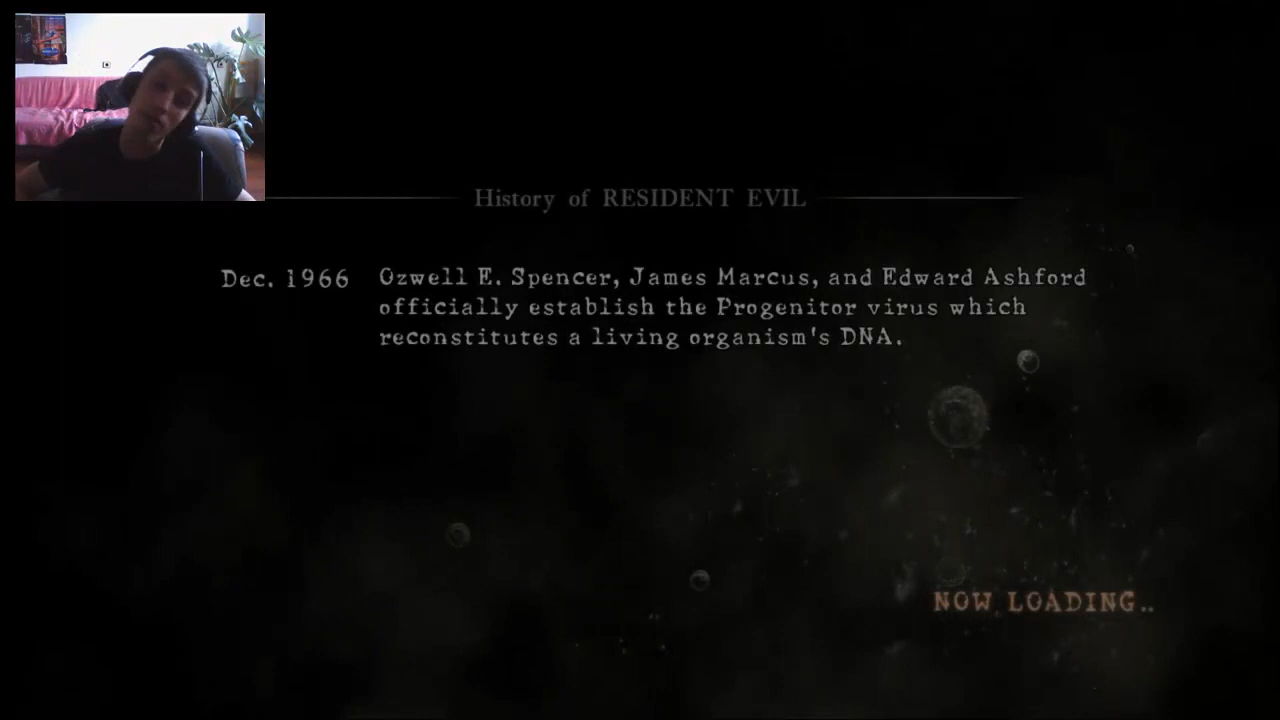 History of RESIDENT EVIL
Dec. 1966 Ozwell E. Spencer, James Marcus, and Edward Ashford
officially establish the Progenitor virus which
reconstitutes a living organism's DNA.
NOW LOADING..